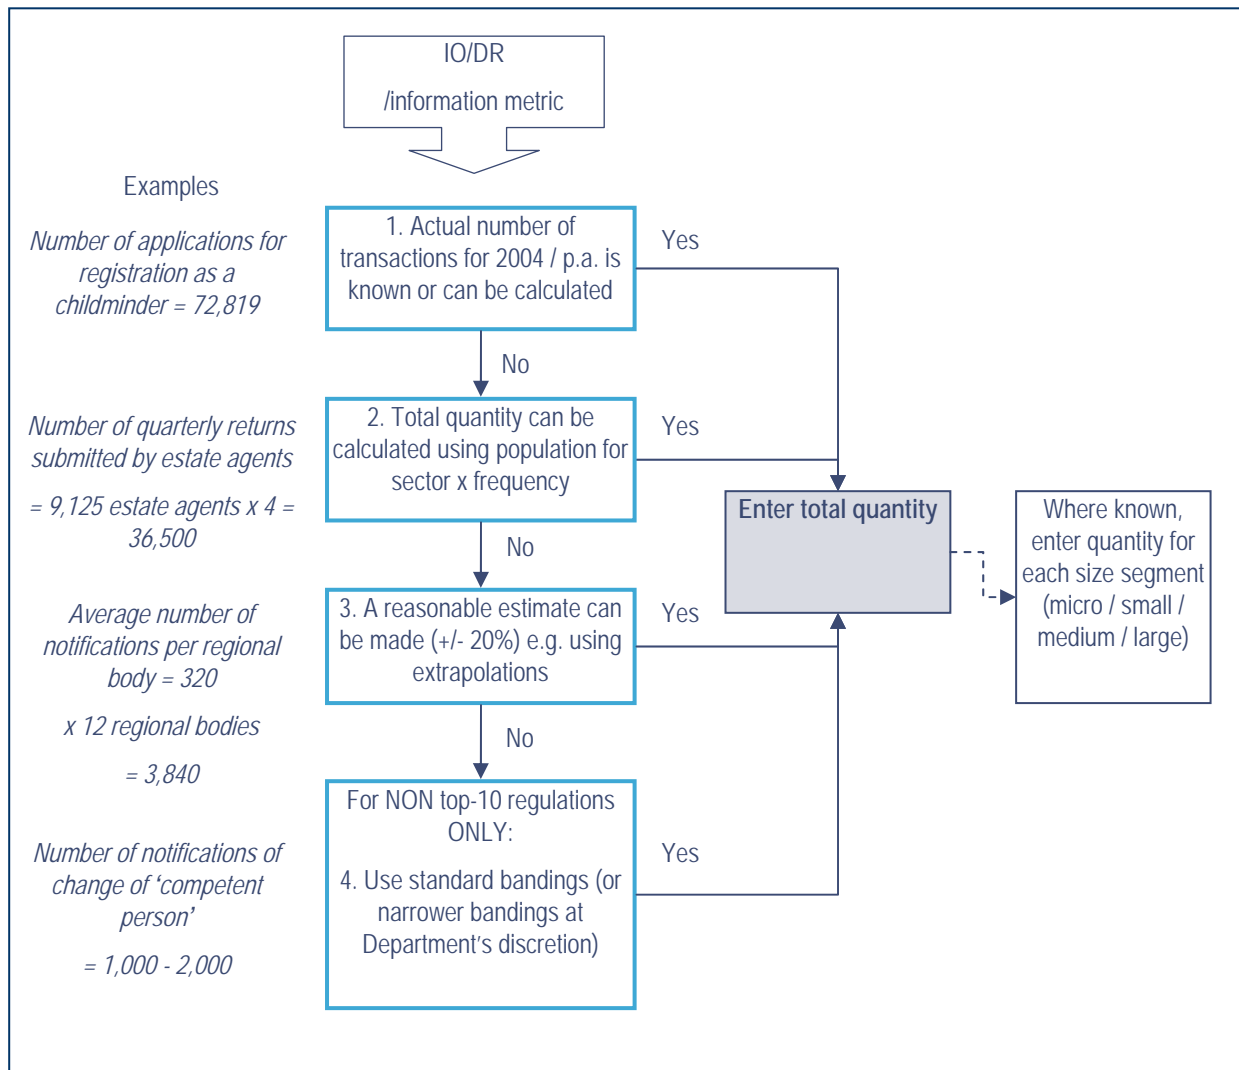 IO/DR
/information metric
Examples
Number of applications for
registration as a
childminder = 72,819
1. Actual number of
transactions for 2004 / p.a. is
known or can be calculated
Yes
No
Number of quarterly returns
submitted by estate agents
= 9,125 estate agents x 4 =
36,500
2. Total quantity can be
calculated using population for
sector x frequency
Yes
Enter total quantity
Where known,
enter quantity for
each size segment
(micro / small /
medium / large)
No
Average number of
notifications per regional
body = 320
x 12 regional bodies
= 3,840
3. A reasonable estimate can
be made (+/- 20%) e.g. using
extrapolations
Yes
No
Number of notifications of
change of ‘competent
person’
= 1,000 - 2,000
For NON top-10 regulations
ONLY:
4. Use standard bandings (or
narrower bandings at
Department’s discretion)
Yes